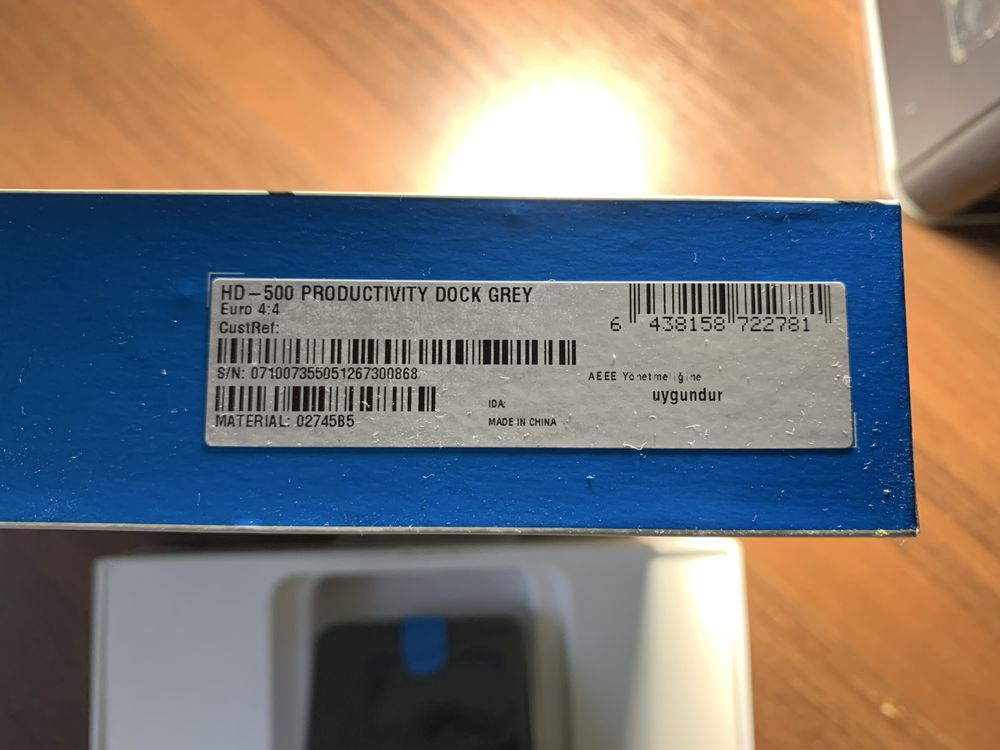 HD-500 PRODUCTIVITY DOCK GREY
Euro 4:4
CustRef:
6 438158 722781
S/N: 071007355051267300868
AEEE Yönetmeliğine
uygundur
IDA:
MATERIAL: 02745B5
MADE IN CHINA